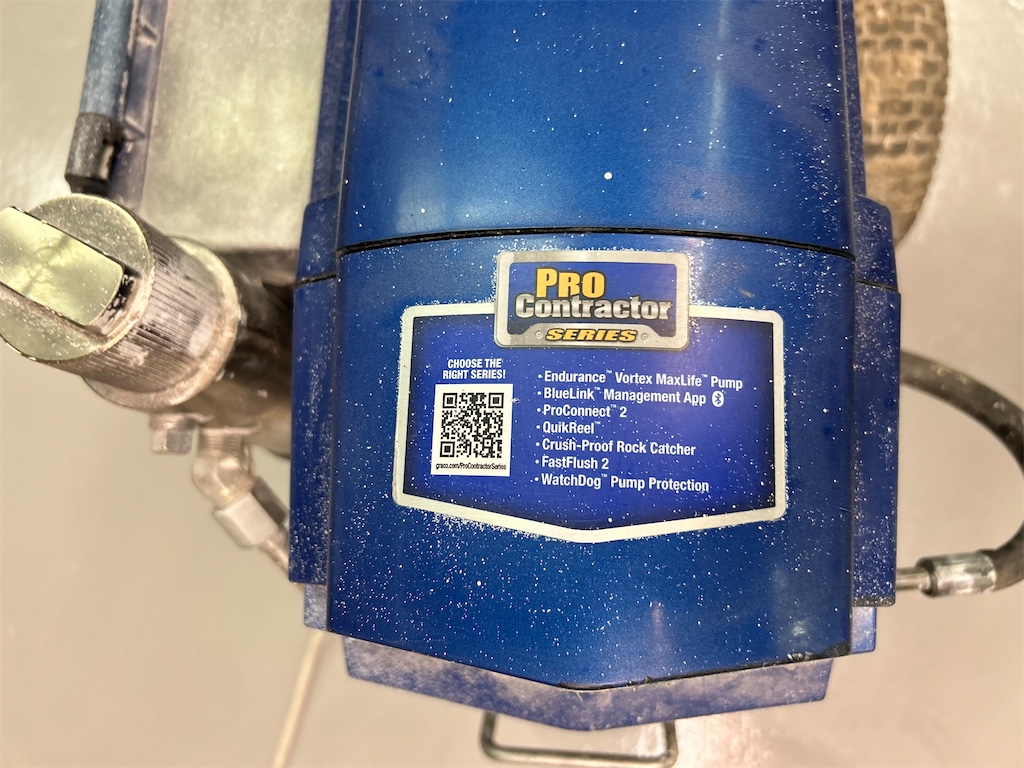 PRO
Contractor
SERIES
CHOOSE THE
RIGHT SERIES!
graco.com/ProContractorSeries
• Endurance™ Vortex MaxLife™ Pump
• BlueLink™ Management App
• ProConnect™ 2
• QuikReel™
• Crush-Proof Rock Catcher
• FastFlush 2
• WatchDog™ Pump Protection